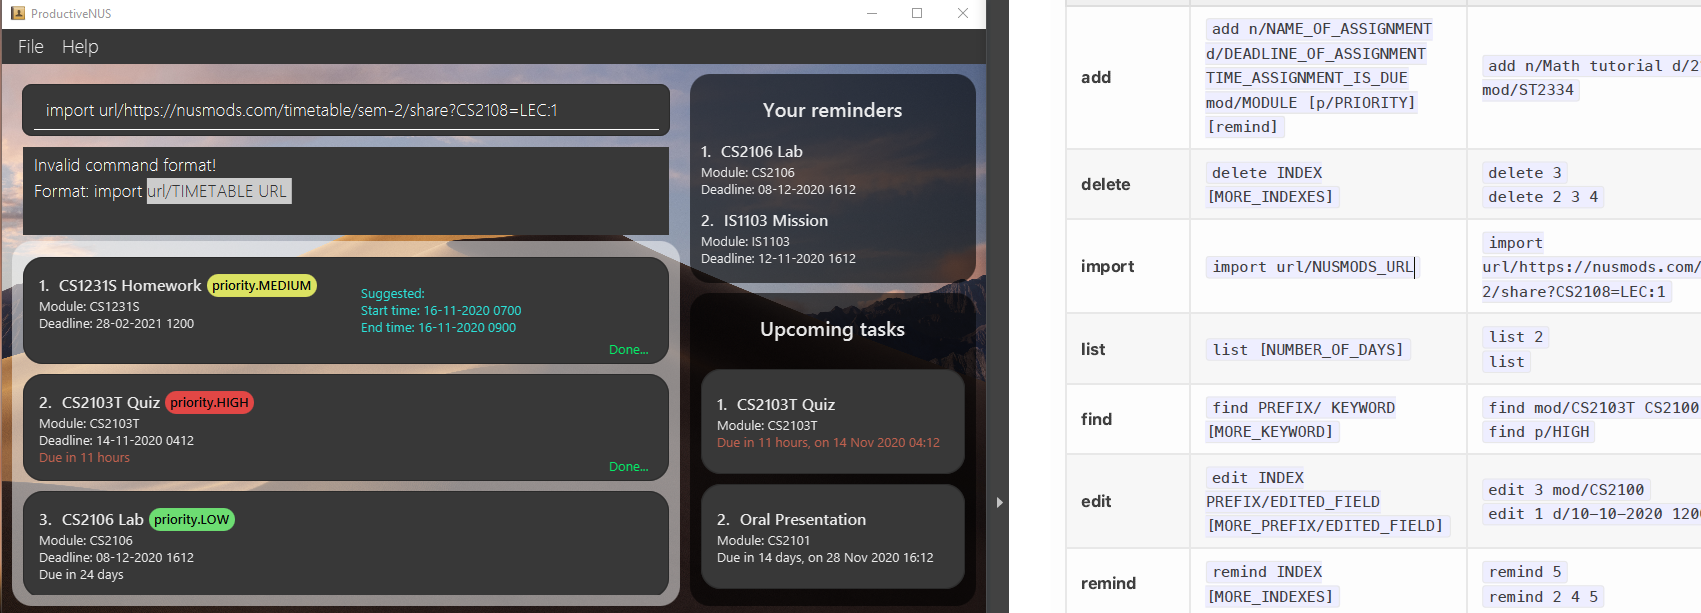 ProductiveNUS
File Help
import url/https://nusmods.com/timetable/sem-2/share?CS2108=LEC:1
Invalid command format!
Format: import url/TIMETABLE URL
1. CS1231S Homework priority.MEDIUM
Module: CS1231S
Deadline: 28-02-2021 1200
Suggested:
Start time: 16-11-2020 0700
End time: 16-11-2020 0900
Done...
2. CS2103T Quiz priority.HIGH
Module: CS2103T
Deadline: 14-11-2020 0412
Due in 11 hours
Done...
3. CS2106 Lab priority.LOW
Module: CS2106
Deadline: 08-12-2020 1612
Due in 24 days
Your reminders
1. CS2106 Lab
Module: CS2106
Deadline: 08-12-2020 1612
2. IS1103 Mission
Module: IS1103
Deadline: 12-11-2020 1612
Upcoming tasks
1. CS2103T Quiz
Module: CS2103T
Due in 11 hours, on 14 Nov 2020 04:12
2. Oral Presentation
Module: CS2101
Due in 14 days, on 28 Nov 2020 16:12
add
add n/NAME_OF_ASSIGNMENT
d/DEADLINE_OF_ASSIGNMENT
TIME_ASSIGNMENT_IS_DUE
mod/MODULE [p/PRIORITY]
[remind]
add n/Math tutorial d/2
mod/ST2334
delete
delete INDEX
[MORE_INDEXES]
delete 3
delete 2 3 4
import
import url/NUSMODS_URL
import
url/https://nusmods.com/
2/share?CS2108=LEC:1
list
list [NUMBER_OF_DAYS]
list 2
list
find
find PREFIX/ KEYWORD
[MORE_KEYWORD]
find mod/CS2103T CS2100
find p/HIGH
edit
edit INDEX
PREFIX/EDITED_FIELD
[MORE_PREFIX/EDITED_FIELD]
edit 3 mod/CS2100
edit 1 d/10-10-2020 120
remind
remind INDEX
[MORE_INDEXES]
remind 5
remind 2 4 5